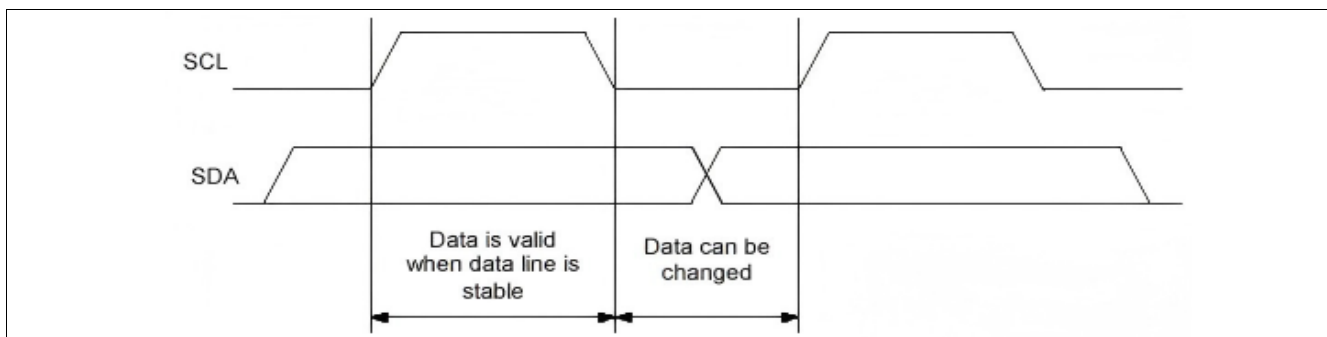 SCL
SDA
Data is valid
when data line is
stable
Data can be
changed